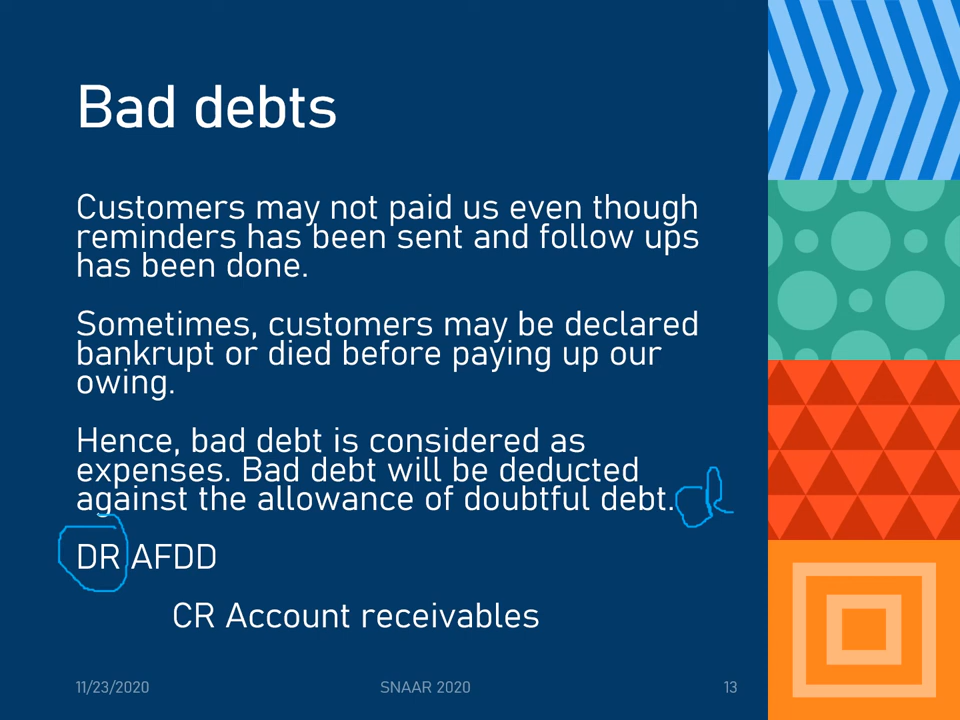 Bad debts
Customers may not paid us even though
reminders has been sent and follow ups
has been done.
Sometimes, customers may be declared
bankrupt or died before paying up our
owing.
Hence, bad debt is considered as
expenses. Bad debt will be deducted
against the allowance of doubtful debt.
DR AFDD
CR Account receivables
11/23/2020 SNAAR 2020 13